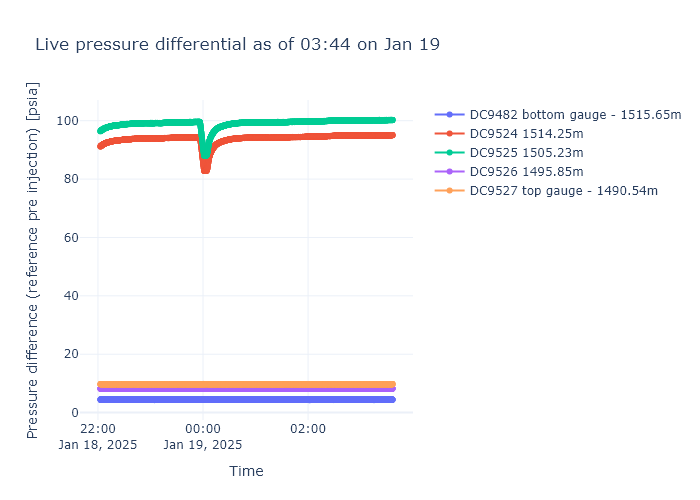 Live pressure differential as of 03:44 on Jan 19
Pressure difference (reference pre injection) [psia]
100
80
60
40
20
0
22:00
Jan 18, 2025
00:00
Jan 19, 2025
02:00
Time
DC9482 bottom gauge - 1515.65m
DC9524 1514.25m
DC9525 1505.23m
DC9526 1495.85m
DC9527 top gauge - 1490.54m